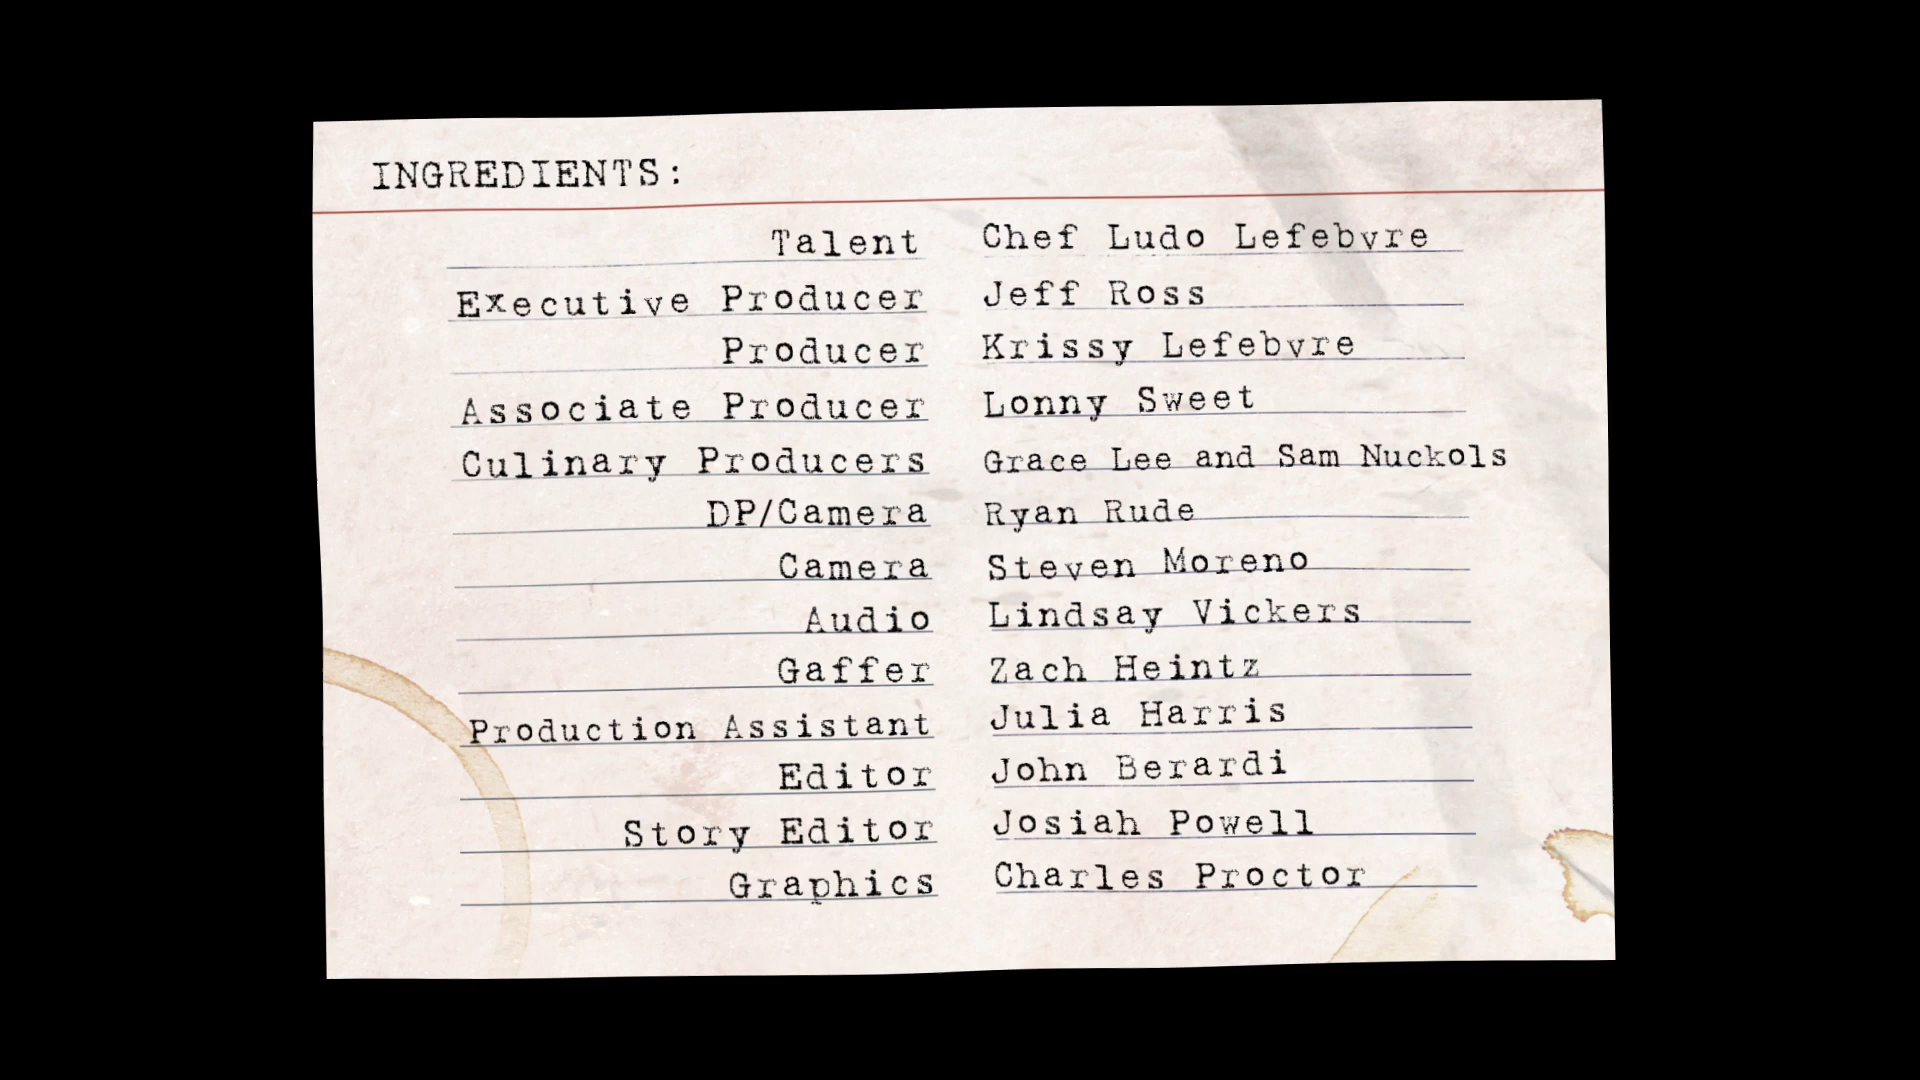 INGREDIENTS:
Talent Chef Ludo Lefebvre
Executive Producer Jeff Ross
Producer Krissy Lefebvre
Associate Producer Lonny Sweet
Culinary Producers Grace Lee and Sam Nuckols
DP/Camera Ryan Rude
Camera Steven Moreno
Audio Lindsay Vickers
Gaffer Zach Heintz
Production Assistant Julia Harris
Editor John Berardi
Story Editor Josiah Powell
Graphics Charles Proctor